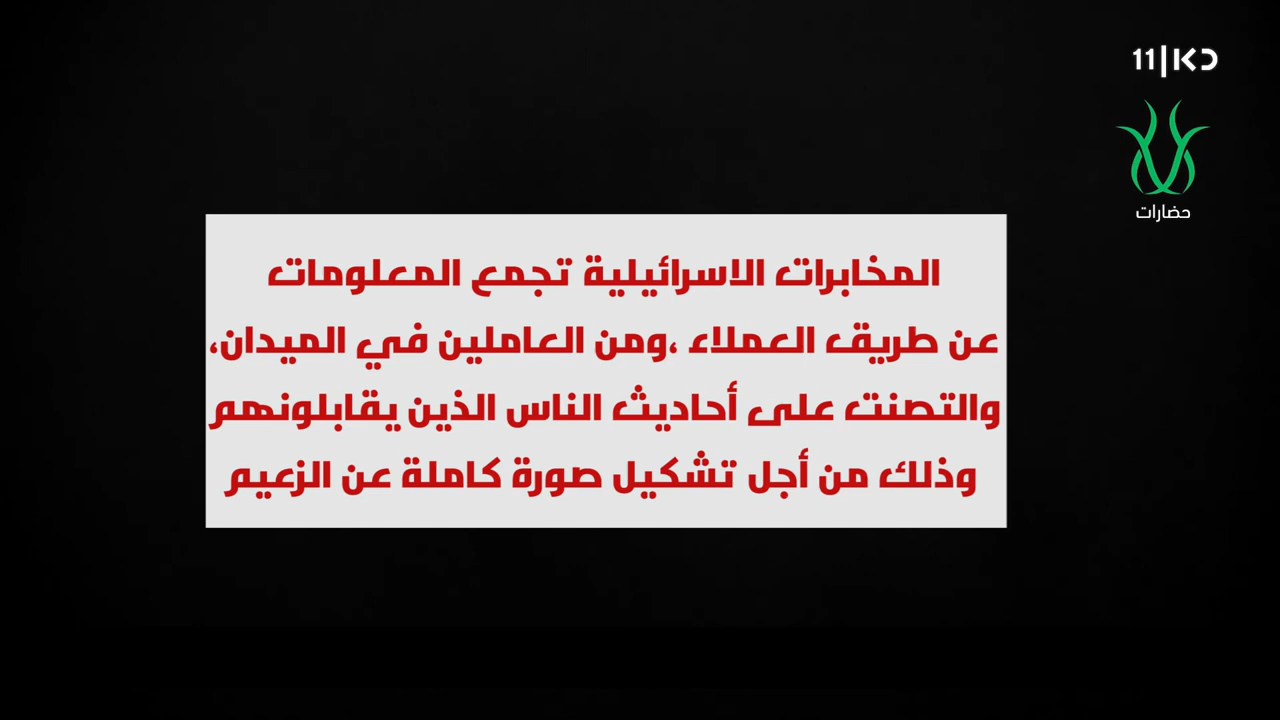 כאן|11
حضارات
المخابرات الاسرائيلية تجمع المعلومات
عن طريق العملاء ،ومن العاملين في الميدان،
والتصنت على أحاديث الناس الذين يقابلونهم
وذلك من أجل تشكيل صورة كاملة عن الزعيم